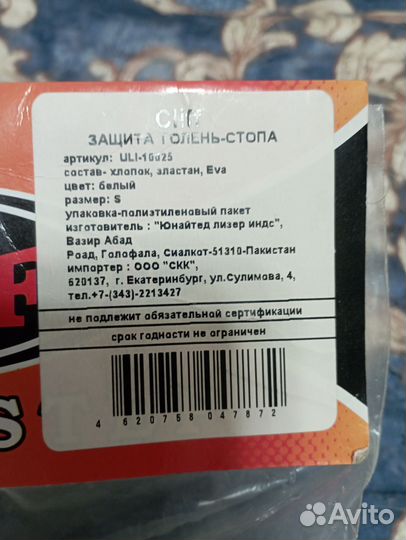 Cliff
ЗАЩИТА ГОЛЕНЬ-СТОПА
артикул: ULI-10025
состав- хлопок, эластан, Eva
цвет: белый
размер: S
упаковка-полиэтиленовый пакет
изготовитель : "Юнайтед лизер индс",
Вазир Абад
Роад, Голофала, Сиалкот-51310-Пакистан
импортер : ООО "СКК",
620137, г. Екатеринбург, ул.Сулимова, 4,
тел.+7-(343)-2213427
не подлежит обязательной сертификации
срок годности не ограничен
4 620758 047872
S
Avito